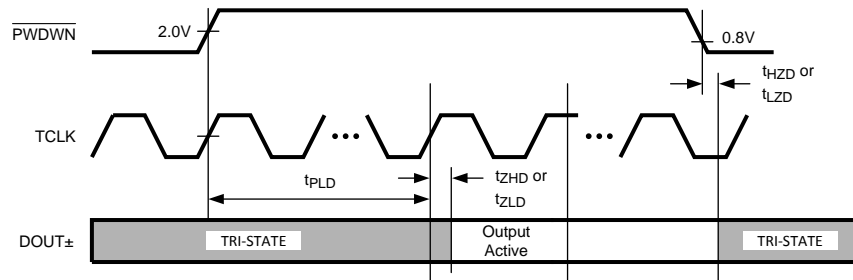 PWDWN
2.0V
0.8V
tHZD or
tLZD
TCLK
tPLD
tZHD or
tZLD
DOUT±
TRI-STATE
Output
Active
TRI-STATE